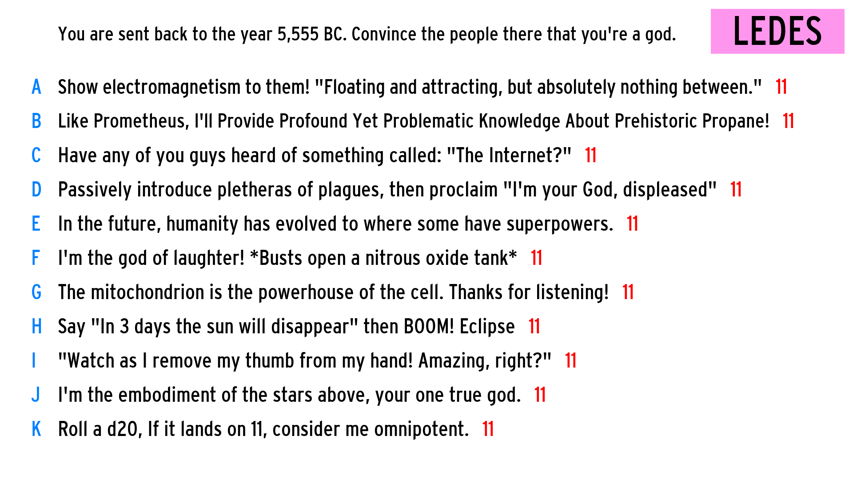 You are sent back to the year 5,555 BC. Convince the people there that you're a god.
LEDES
A Show electromagnetism to them! "Floating and attracting, but absolutely nothing between." 11
B Like Prometheus, I'll Provide Profound Yet Problematic Knowledge About Prehistoric Propane! 11
C Have any of you guys heard of something called: "The Internet?" 11
D Passively introduce pletheras of plagues, then proclaim "I'm your God, displeased" 11
E In the future, humanity has evolved to where some have superpowers. 11
F I'm the god of laughter! *Busts open a nitrous oxide tank* 11
G The mitochondrion is the powerhouse of the cell. Thanks for listening! 11
H Say "In 3 days the sun will disappear" then BOOM! Eclipse 11
I "Watch as I remove my thumb from my hand! Amazing, right?" 11
J I'm the embodiment of the stars above, your one true god. 11
K Roll a d20, If it lands on 11, consider me omnipotent. 11